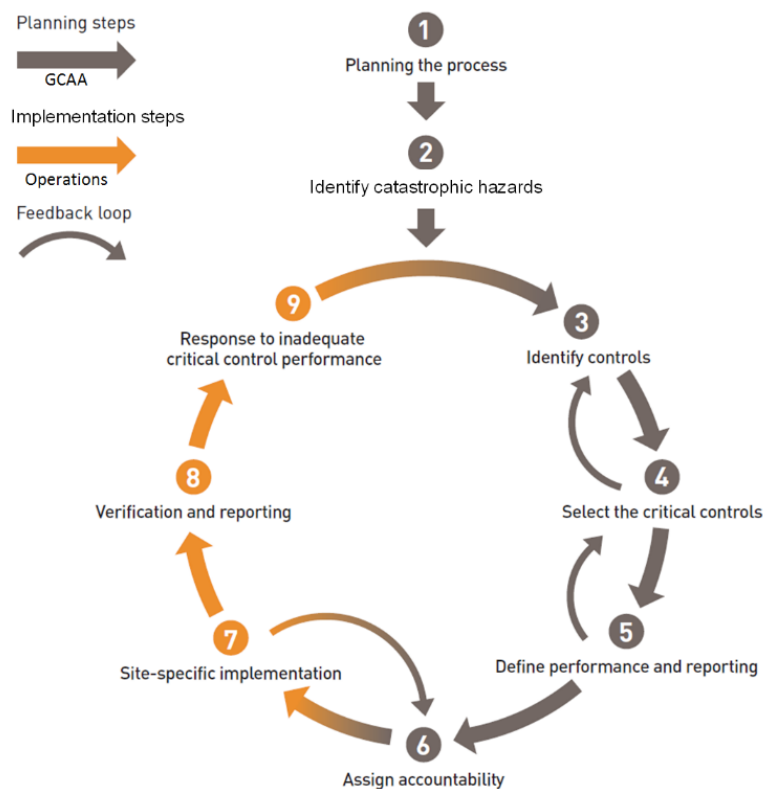 Planning steps
GCAA
Implementation steps
Operations
Feedback loop
1
Planning the process
2
Identify catastrophic hazards
3
Identify controls
4
Select the critical controls
5
Define performance and reporting
6
Assign accountability
7
Site-specific implementation
8
Verification and reporting
9
Response to inadequate
critical control performance